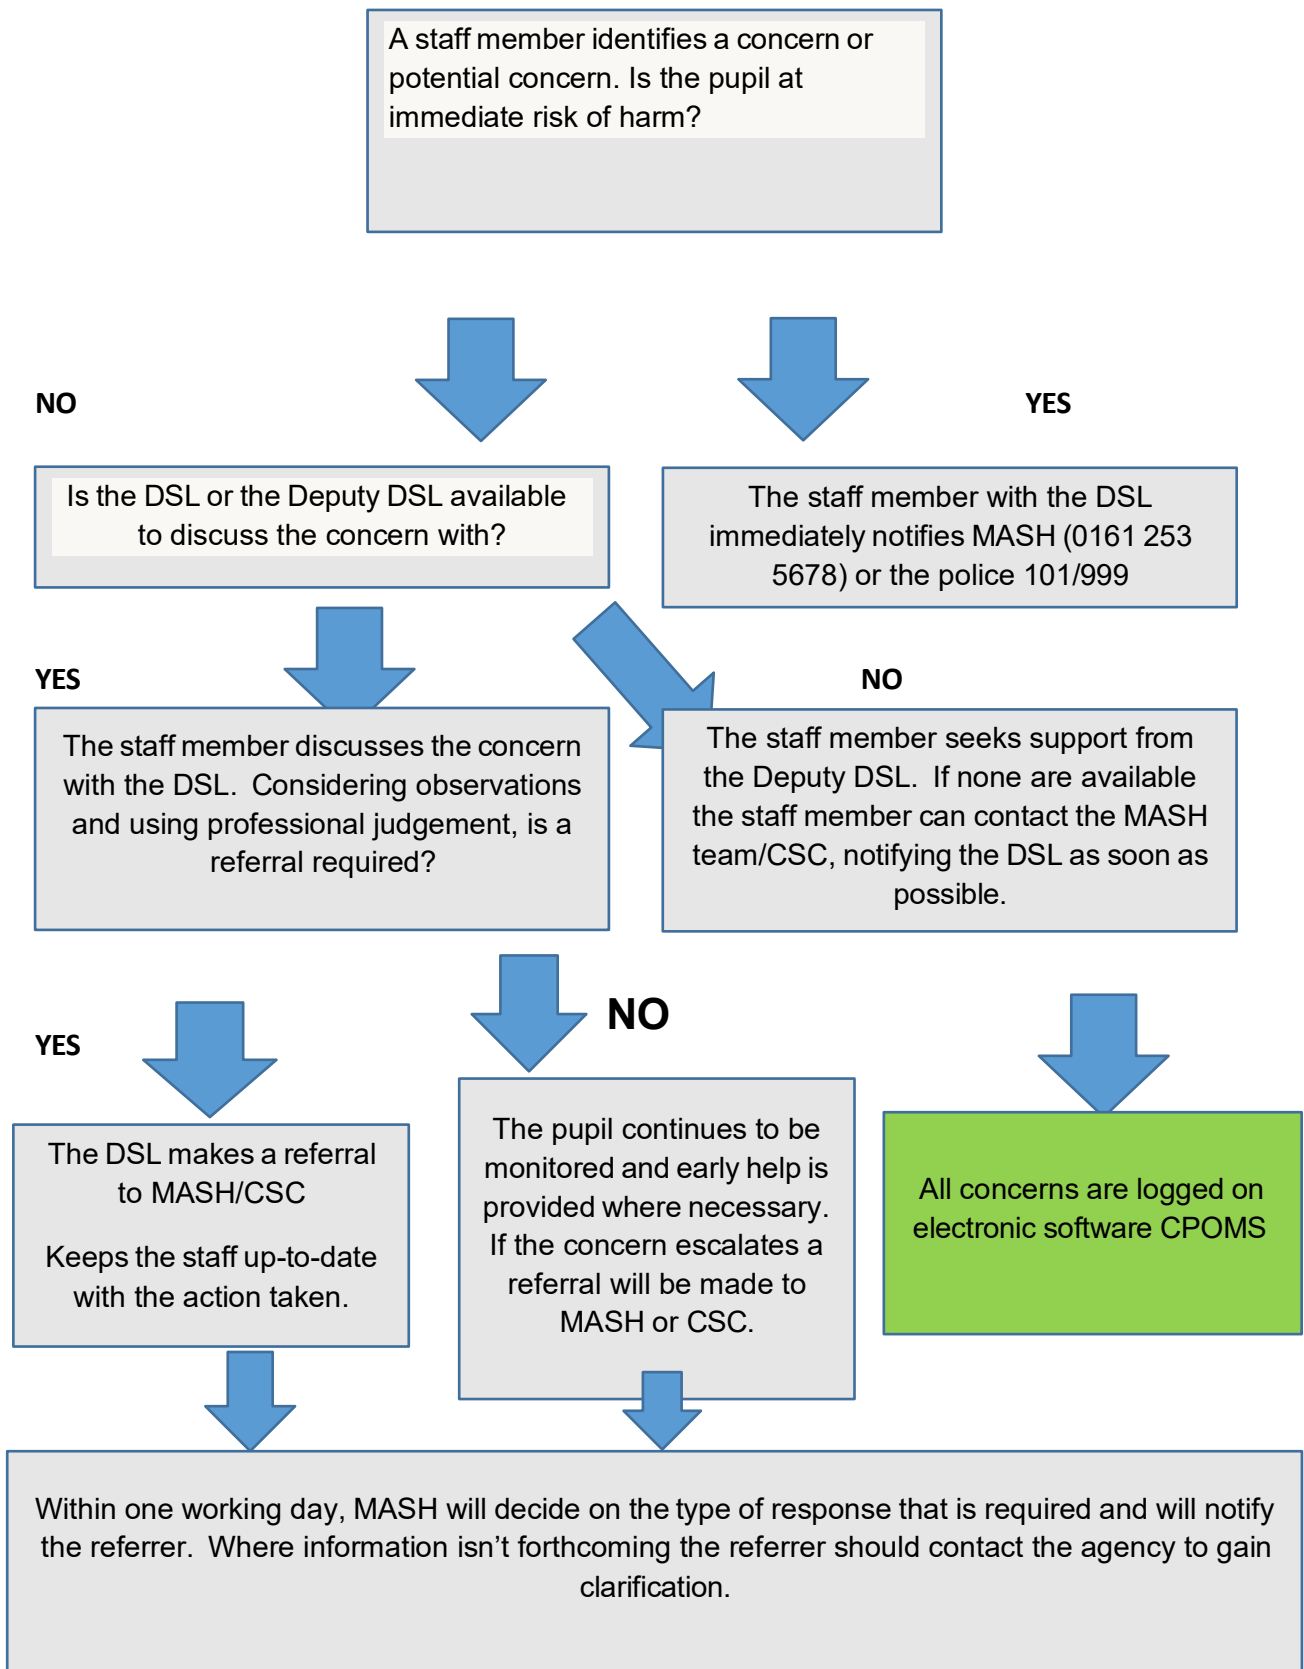 A staff member identifies a concern or
potential concern. Is the pupil at
immediate risk of harm?
NO
YES
Is the DSL or the Deputy DSL available
to discuss the concern with?
The staff member with the DSL
immediately notifies MASH (0161 253
5678) or the police 101/999
YES
NO
The staff member discusses the concern
with the DSL.  Considering observations
and using professional judgement, is a
referral required?
The staff member seeks support from
the Deputy DSL.  If none are available
the staff member can contact the MASH
team/CSC, notifying the DSL as soon as
possible.
YES
NO
The DSL makes a referral
to MASH/CSC
Keeps the staff up-to-date
with the action taken.
The pupil continues to be
monitored and early help is
provided where necessary.
If the concern escalates a
referral will be made to
MASH or CSC.
All concerns are logged on
electronic software CPOMS
Within one working day, MASH will decide on the type of response that is required and will notify
the referrer.  Where information isn’t forthcoming the referrer should contact the agency to gain
clarification.